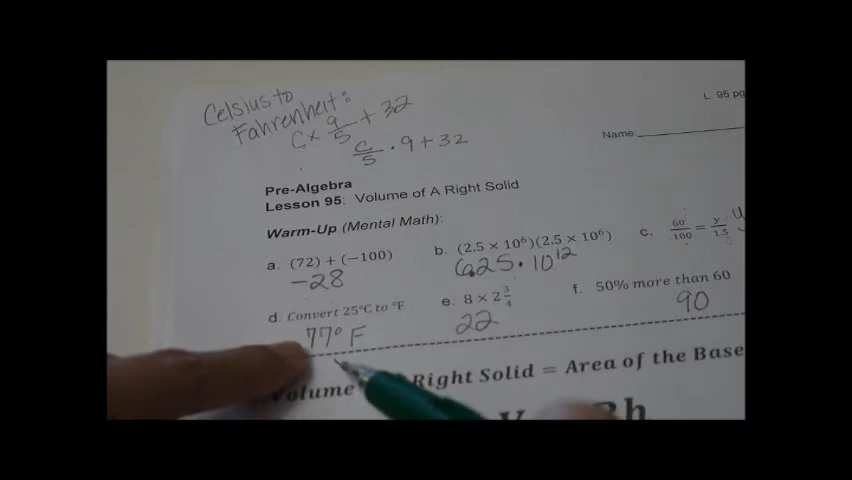 Celsius to
Fahrenheit:
C × 9/5 + 32
C/5 · 9 + 32
L. 95 pg
Name
Pre-Algebra
Lesson 95: Volume of A Right Solid
Warm-Up (Mental Math):
a. (72) + (−100)
−28
b. (2.5 × 10⁶)(2.5 × 10⁶)
6.25 · 10¹²
c. 60/100 = y/1.5
d. Convert 25°C to °F
77° F
e. 8 × 2 3/4
22
f. 50% more than 60
90
Volume Right Solid = Area of the Base